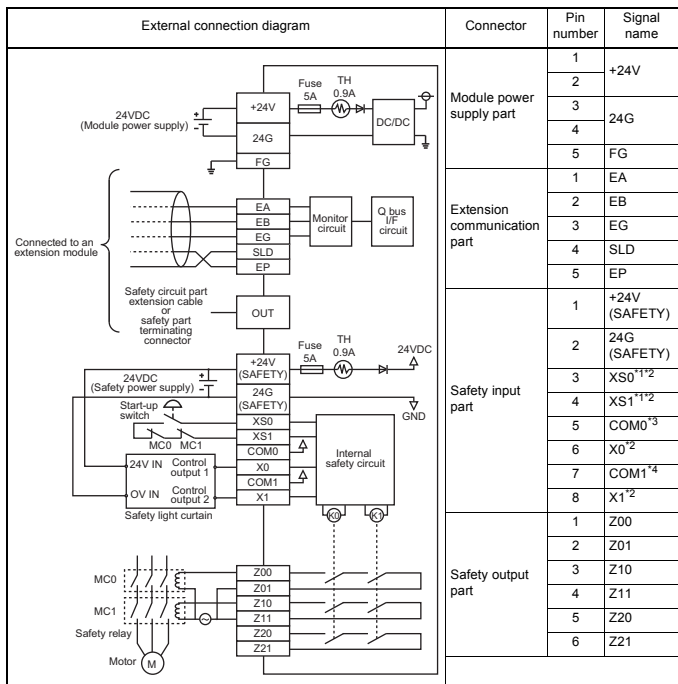 External connection diagram
Connector
Pin number
Signal name
24VDC
(Module power supply)
+24V
24G
FG
Fuse
5A
TH
0.9A
DC/DC
Connected to an
extension module
EA
EB
EG
SLD
EP
Monitor
circuit
Q bus
I/F
circuit
Safety circuit part
extension cable
or
safety part
terminating
connector
OUT
24VDC
(Safety power supply)
+24V
(SAFETY)
24G
(SAFETY)
Fuse
5A
TH
0.9A
24VDC
GND
Start-up
switch
MC0 MC1
XS0
XS1
COM0
X0
COM1
X1
Internal
safety circuit
24V IN
Control
output 1
OV IN
Control
output 2
Safety light curtain
K0
K1
MC0
MC1
Safety relay
Motor
M
Z00
Z01
Z10
Z11
Z20
Z21
Module power
supply part
1
+24V
2
3
24G
4
5 FG
Extension
communication
part
1 EA
2 EB
3 EG
4 SLD
5 EP
Safety input
part
1 +24V
(SAFETY)
2 24G
(SAFETY)
3 XS0*1*2
4 XS1*1*2
5 COM0*3
6 X0*2
7 COM1*4
8 X1*2
Safety output
part
1 Z00
2 Z01
3 Z10
4 Z11
5 Z20
6 Z21